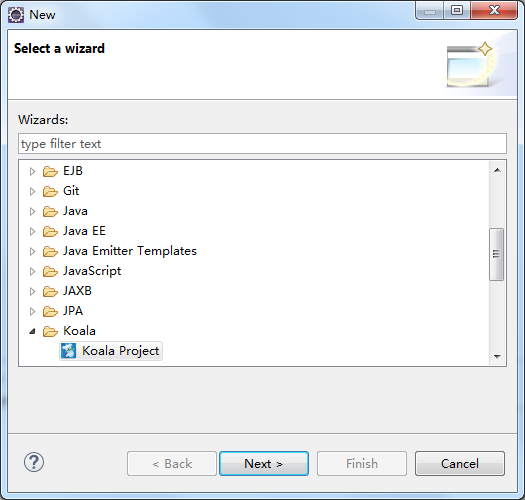 New
Select a wizard
Wizards:
type filter text
EJB
Git
Java
Java EE
Java Emitter Templates
JavaScript
JAXB
JPA
Koala
Koala Project
?
< Back Next > Finish Cancel